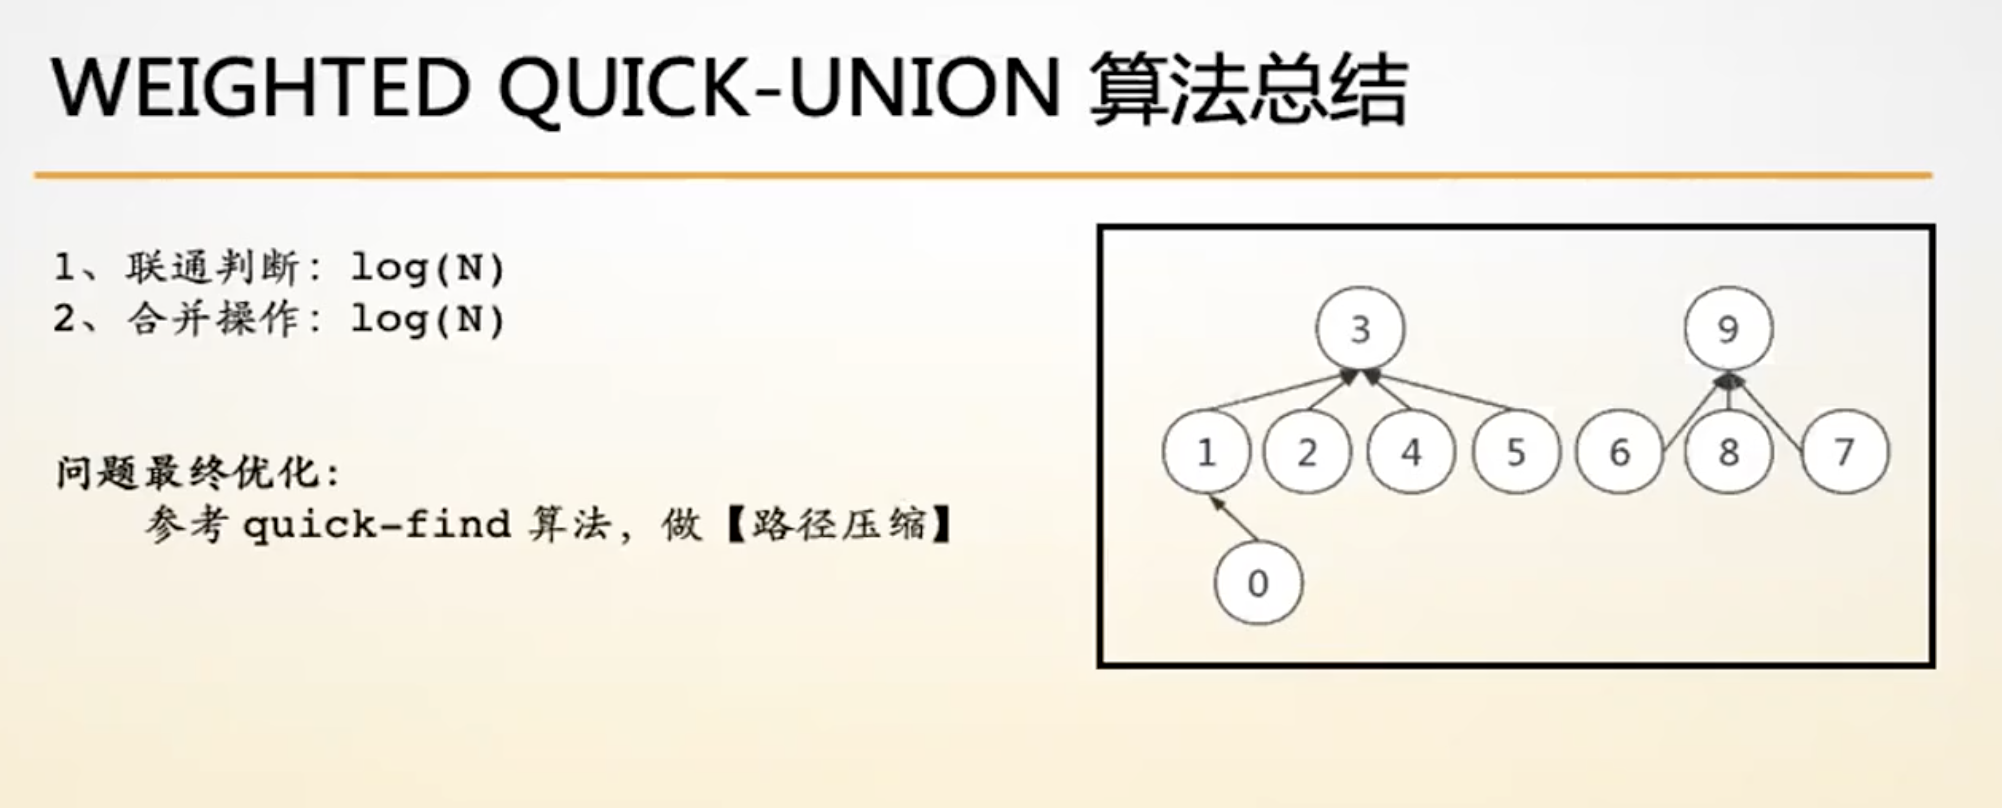 WEIGHTED QUICK-UNION 算法总结
1、联通判断：log(N)
2、合并操作：log(N)
问题最终优化：
参考 quick-find 算法，做【路径压缩】
3 9
1 2 4 5 6 8 7
0